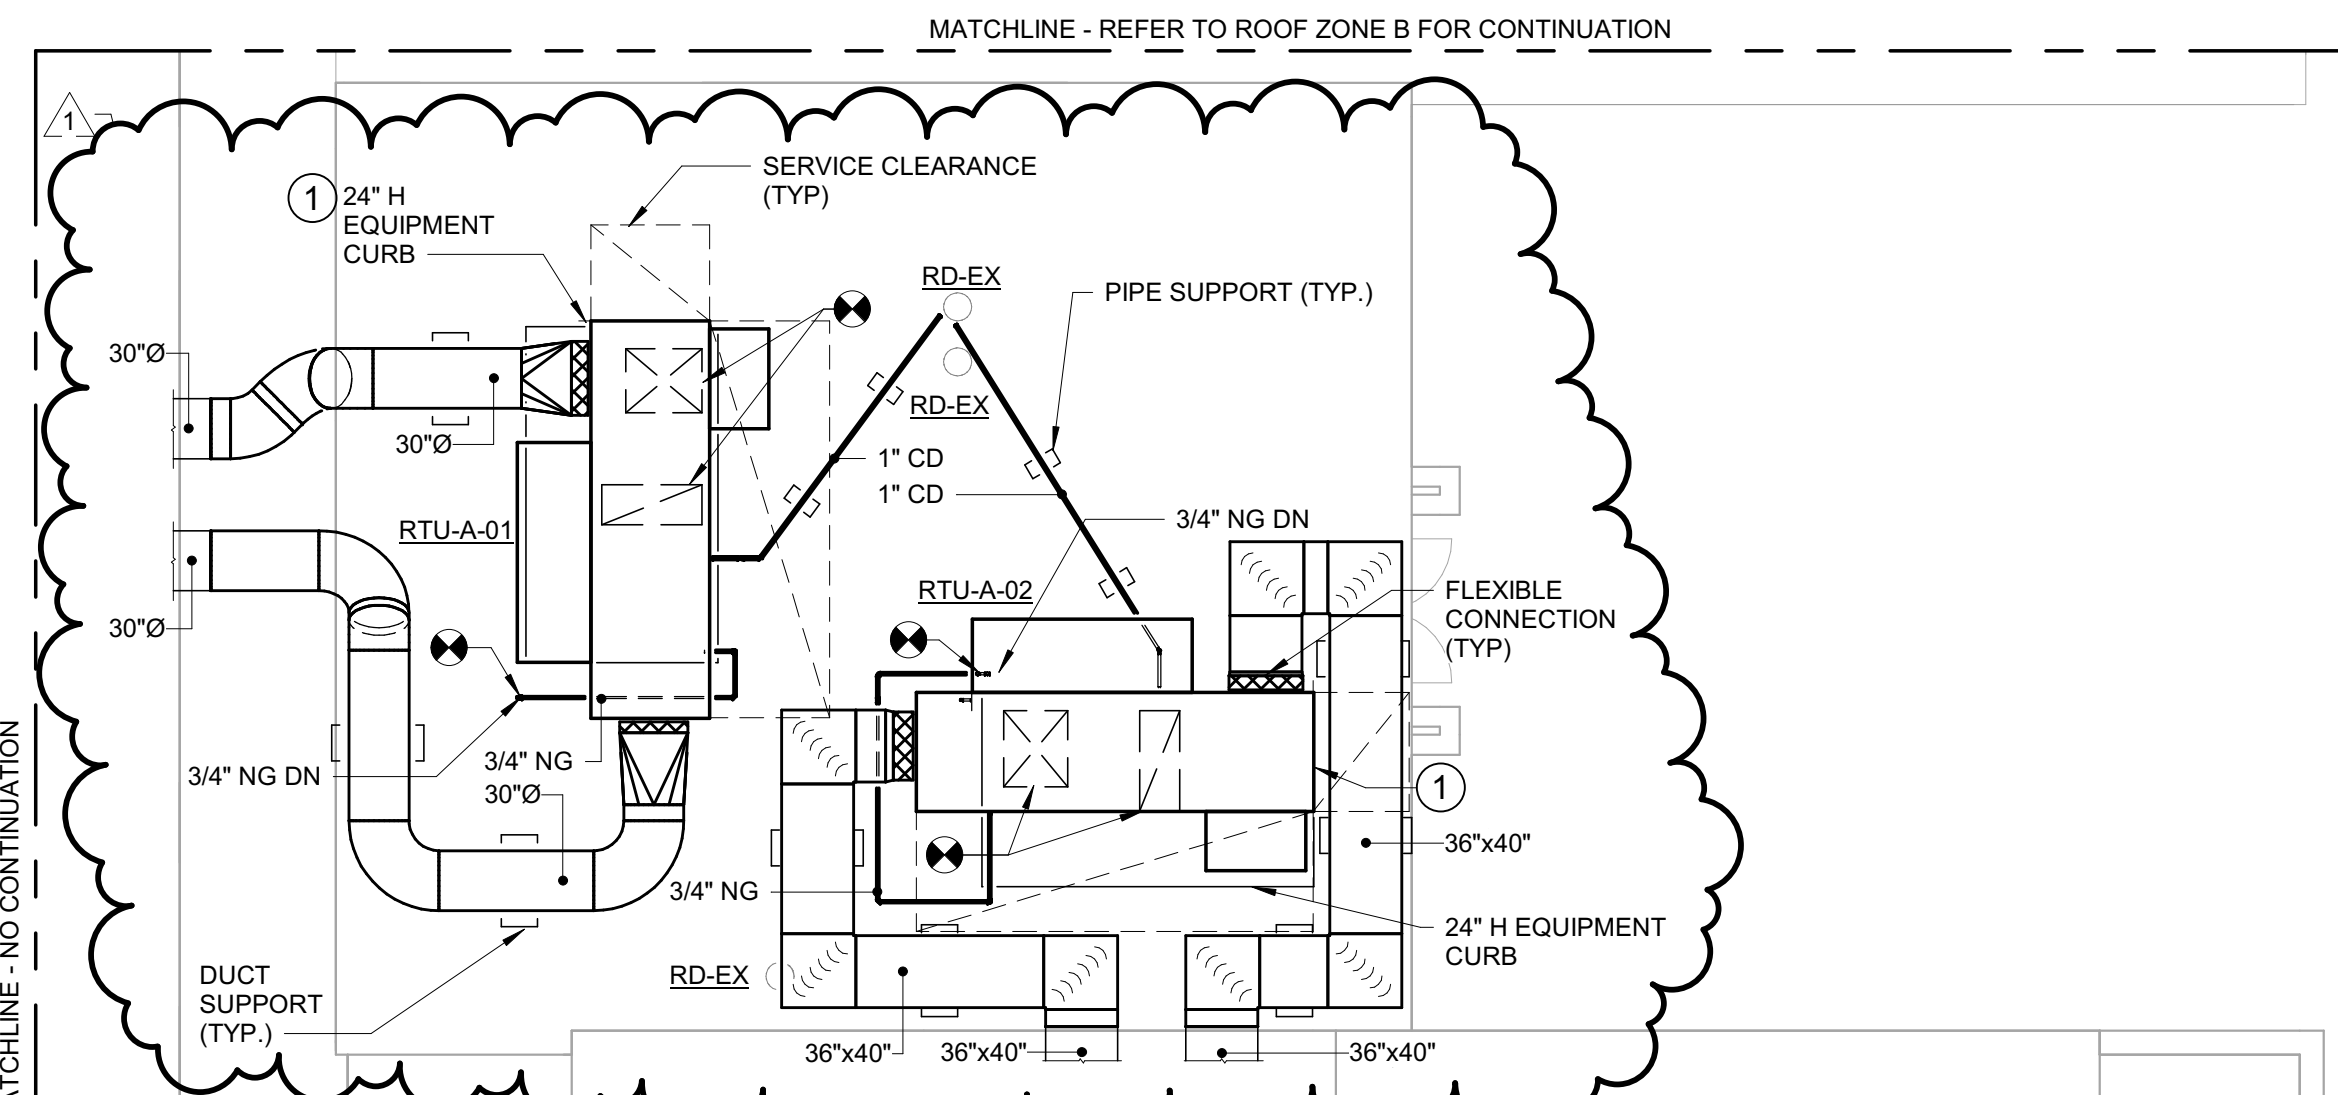 MATCHLINE - REFER TO ROOF ZONE B FOR CONTINUATION
1
SERVICE CLEARANCE
(TYP)
1
24" H
EQUIPMENT
CURB
RD-EX
PIPE SUPPORT (TYP.)
30"Ø
RD-EX
30"Ø
1" CD
1" CD
3/4" NG DN
RTU-A-01
RTU-A-02
FLEXIBLE
CONNECTION
(TYP)
30"Ø
3/4" NG
3/4" NG DN
30"Ø
1
36"x40"
3/4" NG
24" H EQUIPMENT
CURB
RD-EX
DUCT
SUPPORT
(TYP.)
36"x40"
36"x40"
36"x40"
MATCHLINE - NO CONTINUATION